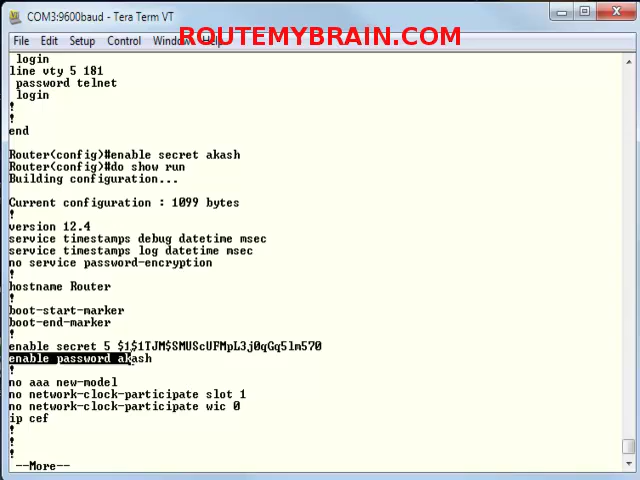 COM3:9600baud - Tera Term VT
File Edit Setup Control Window Help
ROUTEMYBRAIN.COM
login
line vty 5 181
password telnet
login
!
!
end
Router(config)#enable secret akash
Router(config)#do show run
Building configuration...
Current configuration : 1099 bytes
!
version 12.4
service timestamps debug datetime msec
service timestamps log datetime msec
no service password-encryption
!
hostname Router
!
boot-start-marker
boot-end-marker
!
enable secret 5 $1$1TJM$SMUScUFMpL3j0qGq5lm570
enable password akash
!
no aaa new-model
no network-clock-participate slot 1
no network-clock-participate wic 0
ip cef
!
!
!
--More--